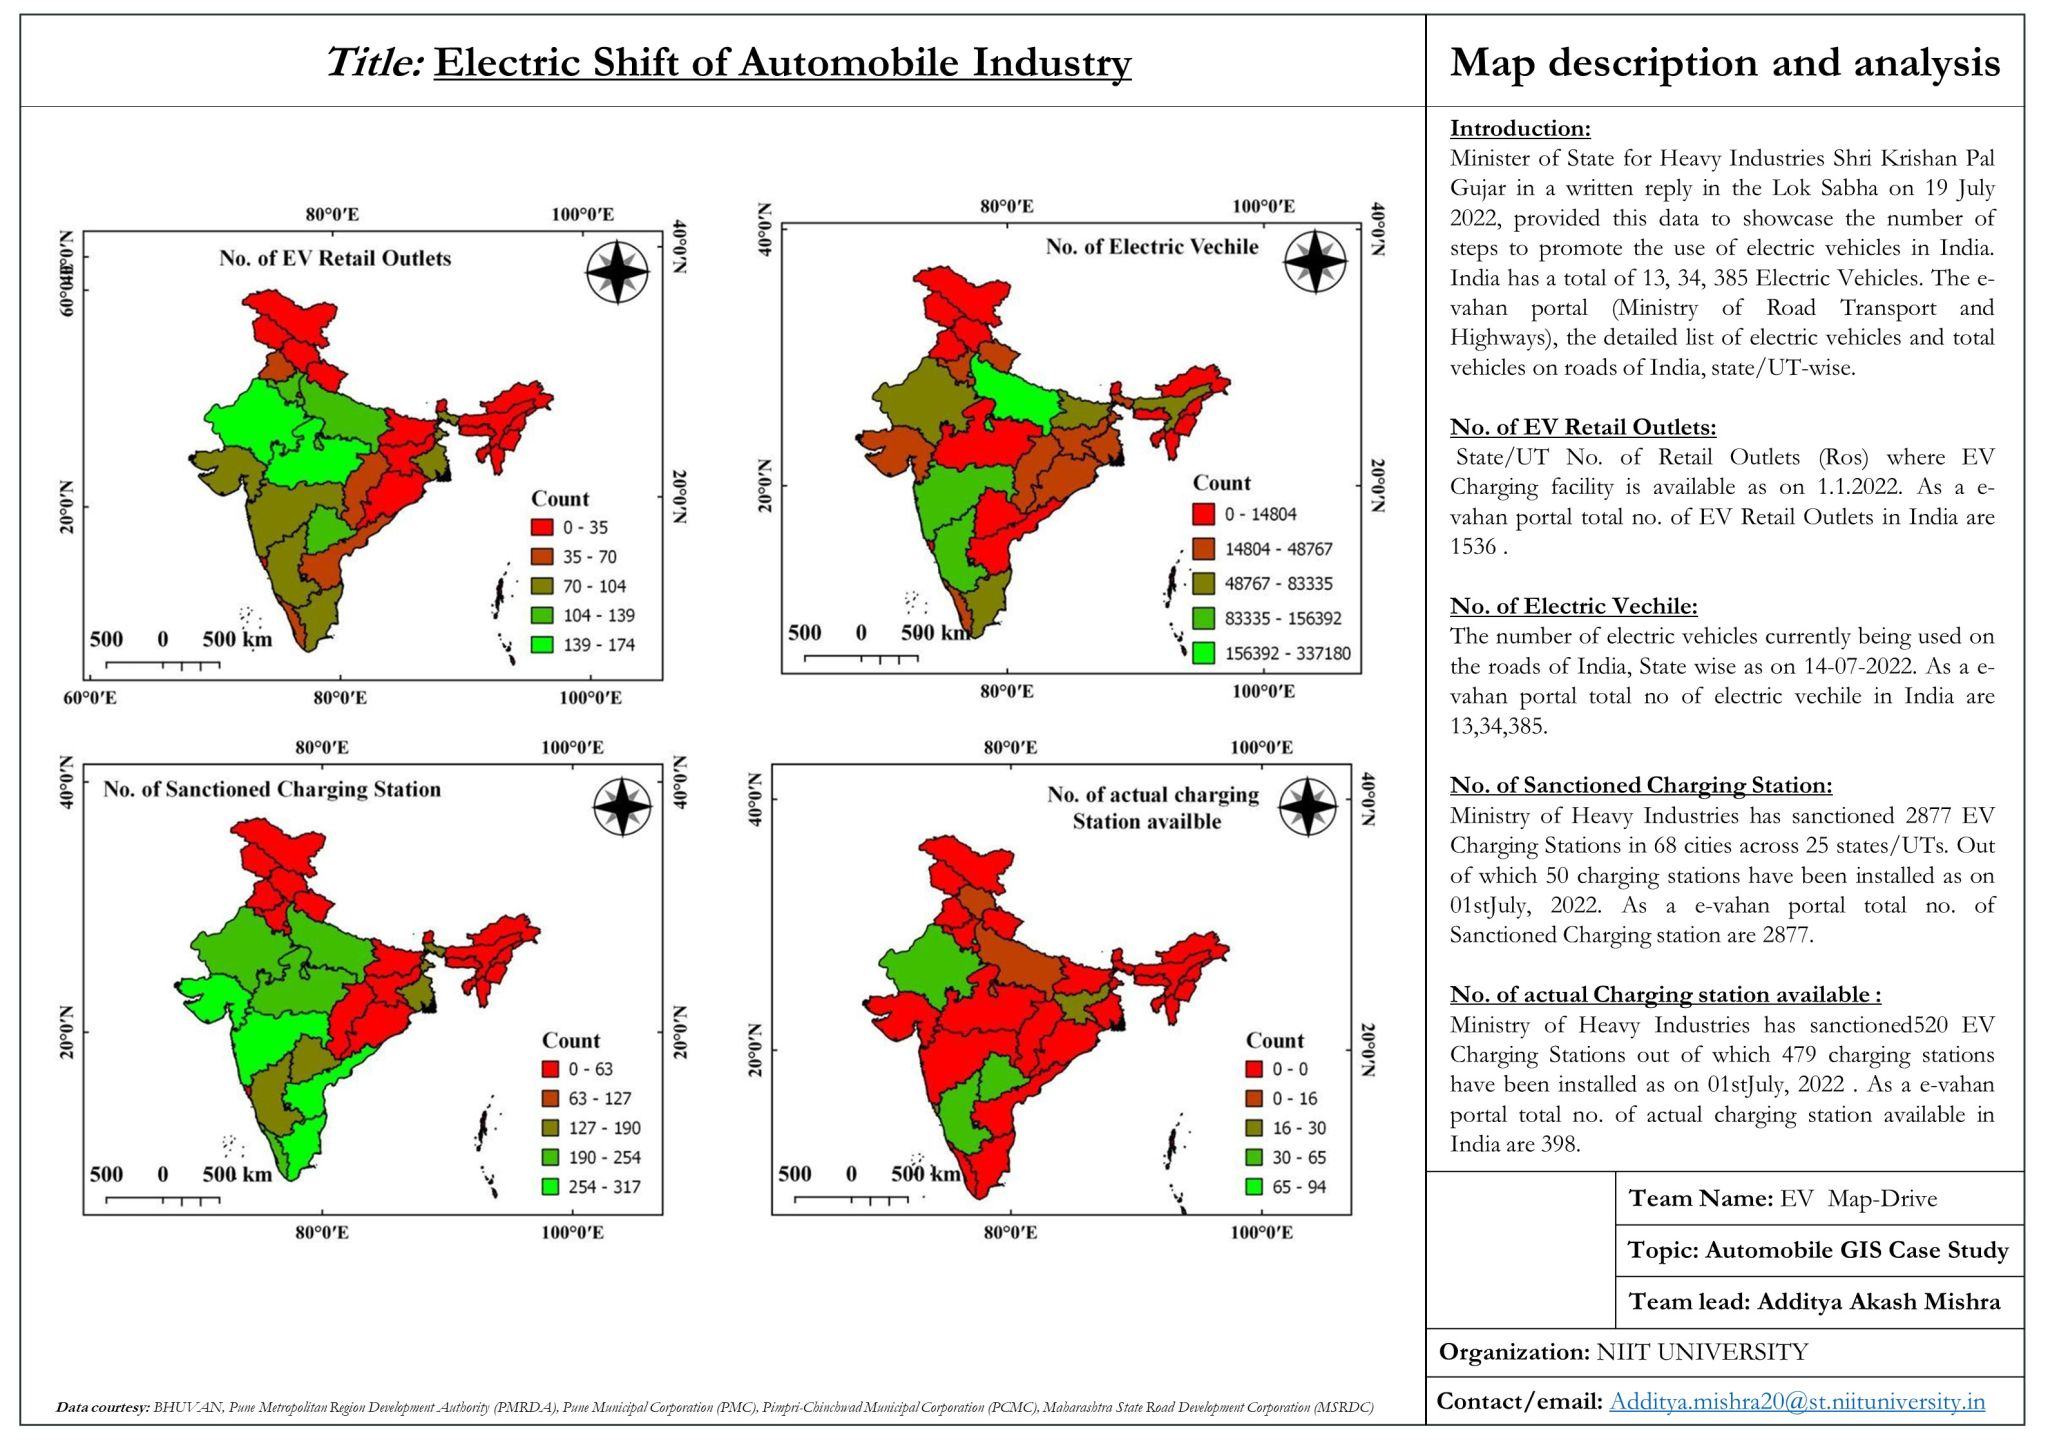 Title: Electric Shift of Automobile Industry
No. of EV Retail Outlets
80°0'E 100°0'E
40°0'N
60°0'N
20°0'N
40°0'N
20°0'N
Count
0 - 35
35 - 70
70 - 104
104 - 139
139 - 174
500 0 500 km
60°0'E 80°0'E 100°0'E
No. of Electric Vechile
80°0'E 100°0'E
40°0'N
20°0'N
40°0'N
20°0'N
Count
0 - 14804
14804 - 48767
48767 - 83335
83335 - 156392
156392 - 337180
500 0 500 km
80°0'E 100°0'E
No. of Sanctioned Charging Station
80°0'E 100°0'E
40°0'N
20°0'N
40°0'N
20°0'N
Count
0 - 63
63 - 127
127 - 190
190 - 254
254 - 317
500 0 500 km
80°0'E 100°0'E
No. of actual charging
Station availble
80°0'E 100°0'E
40°0'N
20°0'N
40°0'N
20°0'N
Count
0 - 0
0 - 16
16 - 30
30 - 65
65 - 94
500 0 500 km
80°0'E 100°0'E
Data courtesy: BHUVAN, Pune Metropolitan Region Development Authority (PMRDA), Pune Municipal Corporation (PMC), Pimpri-Chinchwad Municipal Corporation (PCMC), Maharashtra State Road Development Corporation (MSRDC)
Map description and analysis
Introduction:
Minister of State for Heavy Industries Shri Krishan Pal
Gujar in a written reply in the Lok Sabha on 19 July
2022, provided this data to showcase the number of
steps to promote the use of electric vehicles in India.
India has a total of 13, 34, 385 Electric Vehicles. The e-
vahan portal (Ministry of Road Transport and
Highways), the detailed list of electric vehicles and total
vehicles on roads of India, state/UT-wise.
No. of EV Retail Outlets:
State/UT No. of Retail Outlets (Ros) where EV
Charging facility is available as on 1.1.2022. As a e-
vahan portal total no. of EV Retail Outlets in India are
1536 .
No. of Electric Vechile:
The number of electric vehicles currently being used on
the roads of India, State wise as on 14-07-2022. As a e-
vahan portal total no of electric vechile in India are
13,34,385.
No. of Sanctioned Charging Station:
Ministry of Heavy Industries has sanctioned 2877 EV
Charging Stations in 68 cities across 25 states/UTs. Out
of which 50 charging stations have been installed as on
01stJuly, 2022. As a e-vahan portal total no. of
Sanctioned Charging station are 2877.
No. of actual Charging station available :
Ministry of Heavy Industries has sanctioned520 EV
Charging Stations out of which 479 charging stations
have been installed as on 01stJuly, 2022 . As a e-vahan
portal total no. of actual charging station available in
India are 398.
Team Name: EV Map-Drive
Topic: Automobile GIS Case Study
Team lead: Additya Akash Mishra
Organization: NIIT UNIVERSITY
Contact/email: Additya.mishra20@st.niituniversity.in